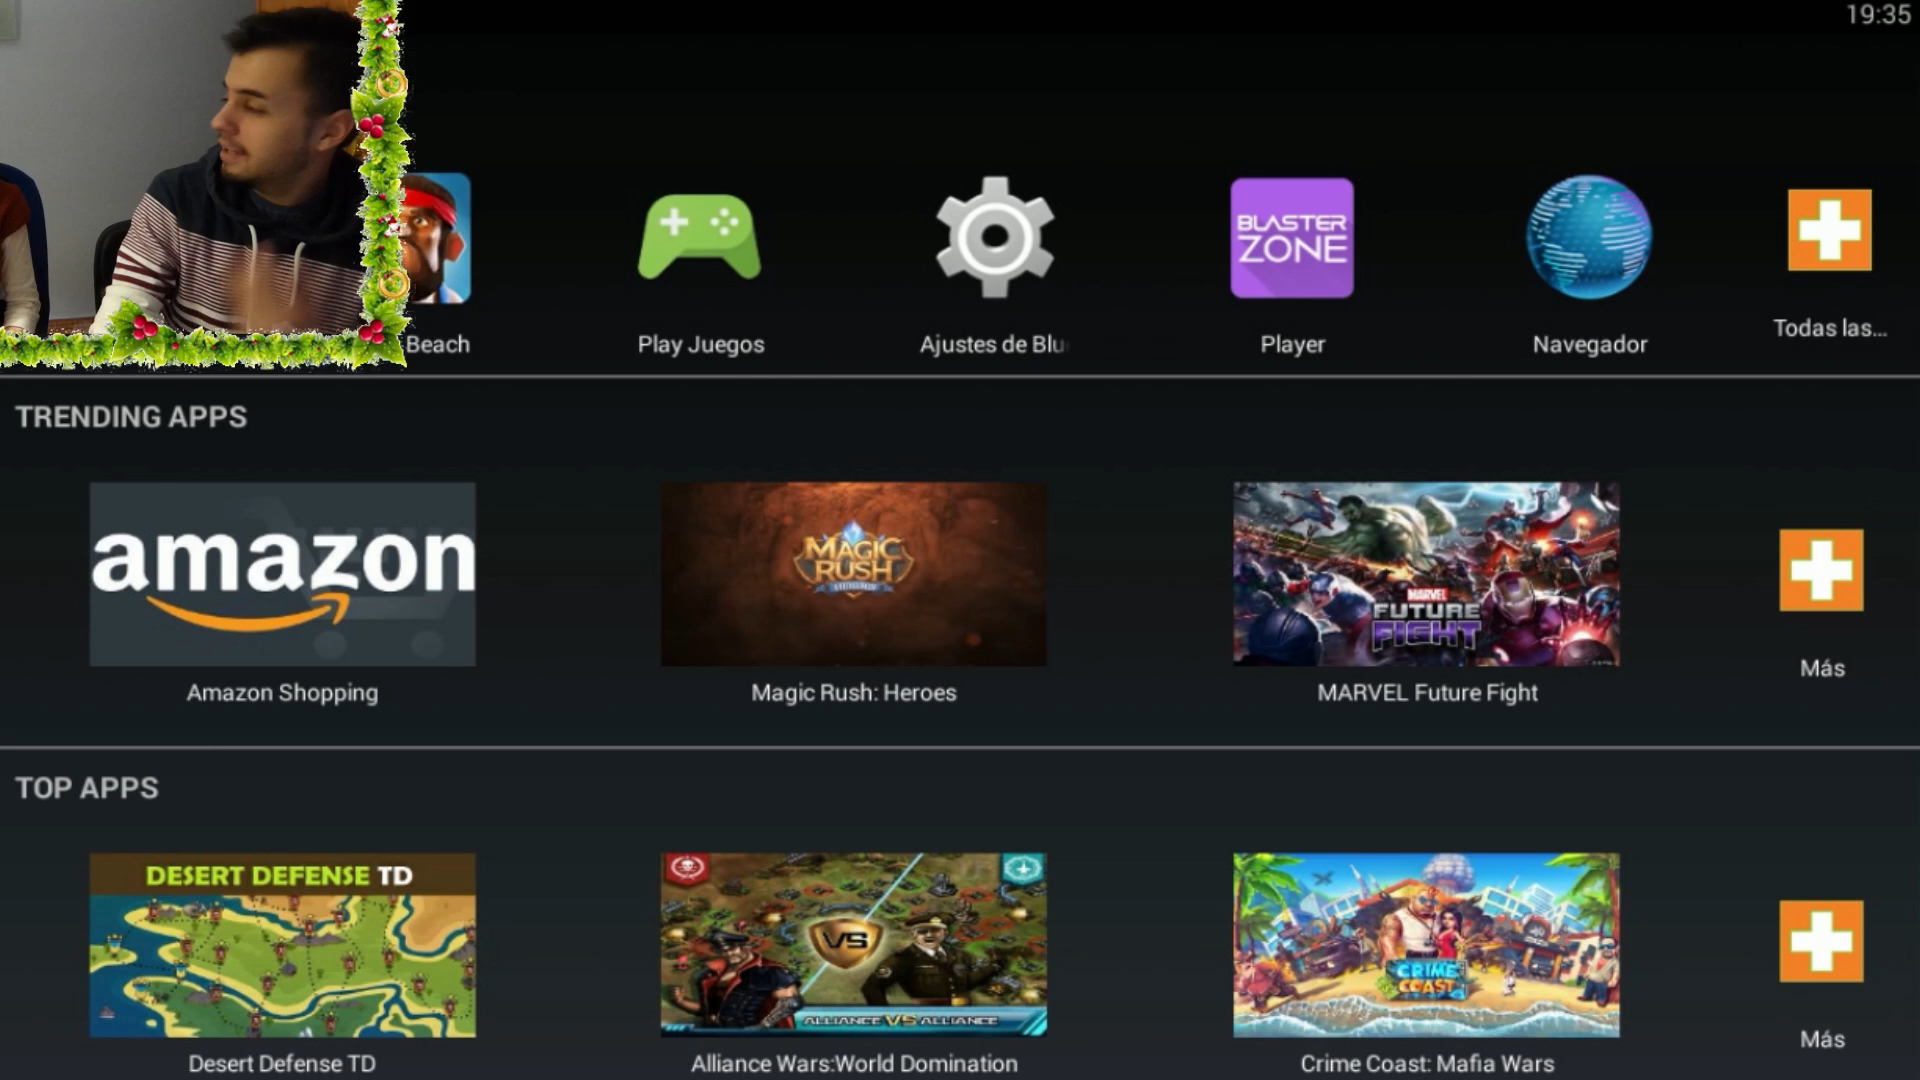 19:35
BLASTER
ZONE
Beach
Play Juegos
Ajustes de Blu
Player
Navegador
Todas las...
TRENDING APPS
amazon
MAGIC
RUSH
MARVEL
FUTURE
FIGHT
Amazon Shopping
Magic Rush: Heroes
MARVEL Future Fight
Más
TOP APPS
DESERT DEFENSE TD
VS
ALLIANCE VS ALLIANCE
CRIME
COAST
Desert Defense TD
Alliance Wars:World Domination
Crime Coast: Mafia Wars
Más